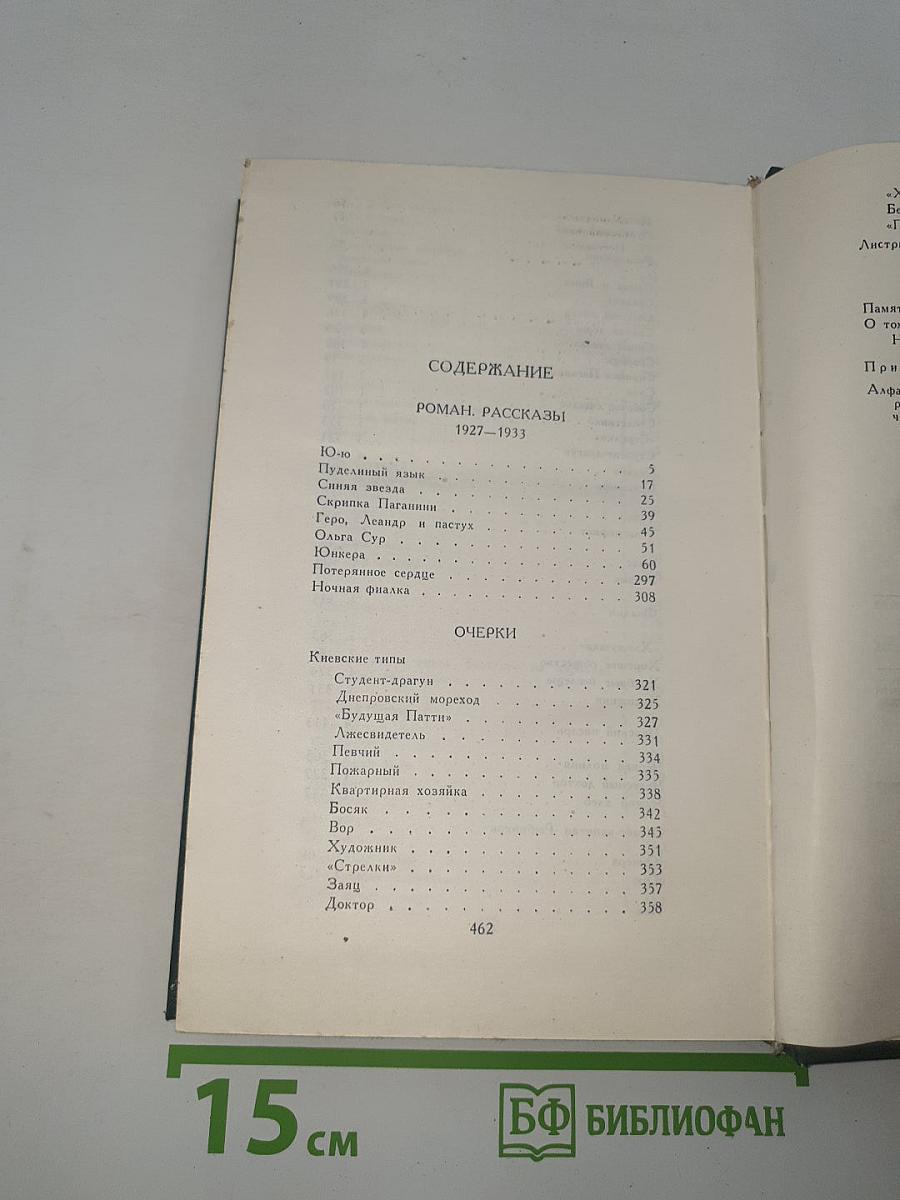 СОДЕРЖАНИЕ
РОМАН. РАССКАЗЫ
1927—1933
Ю-ю . . . . . . . . . . . . . . . 5
Пуделиный язык . . . . . . . . . . . 17
Синяя звезда . . . . . . . . . . . . 25
Скрипка Паганини . . . . . . . . . . 39
Геро, Леандр и пастух . . . . . . . . 45
Ольга Сур . . . . . . . . . . . . . 51
Юнкера . . . . . . . . . . . . . . 60
Потерянное сердце . . . . . . . . . . 297
Ночная фиалка . . . . . . . . . . . . 308
ОЧЕРКИ
Киевские типы
Студент-драгун . . . . . . . . . . . 321
Днепровский мореход . . . . . . . . 325
«Будущая Патти» . . . . . . . . . . 327
Лжесвидетель . . . . . . . . . . . 331
Певчий . . . . . . . . . . . . . 334
Пожарный . . . . . . . . . . . . 335
Квартирная хозяйка . . . . . . . . . 338
Босяк . . . . . . . . . . . . . . 342
Вор . . . . . . . . . . . . . . 345
Художник . . . . . . . . . . . . 351
«Стрелки» . . . . . . . . . . . . 353
Заяц . . . . . . . . . . . . . . 357
Доктор . . . . . . . . . . . . . 358
462
О
15 см
БФ БИБЛИОФАН